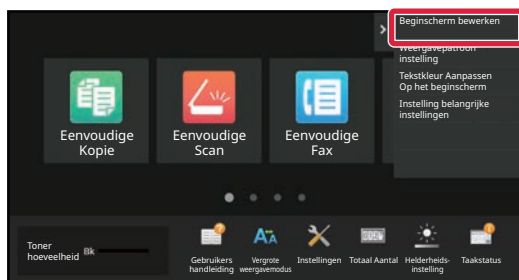 Beginscherm bewerken
Weergavepatroon
instelling
Tekstkleur Aanpassen
Op het beginscherm
Instelling belangrijke
instellingen
Eenvoudige
Kopie
Eenvoudige
Scan
Eenvoudige
Fax
Toner
hoeveelheid
Bk
Gebruikers
handleiding
Vergrote
weergavemodus
Instellingen
Totaal Aantal
Helderheids-
instelling
Taakstatus